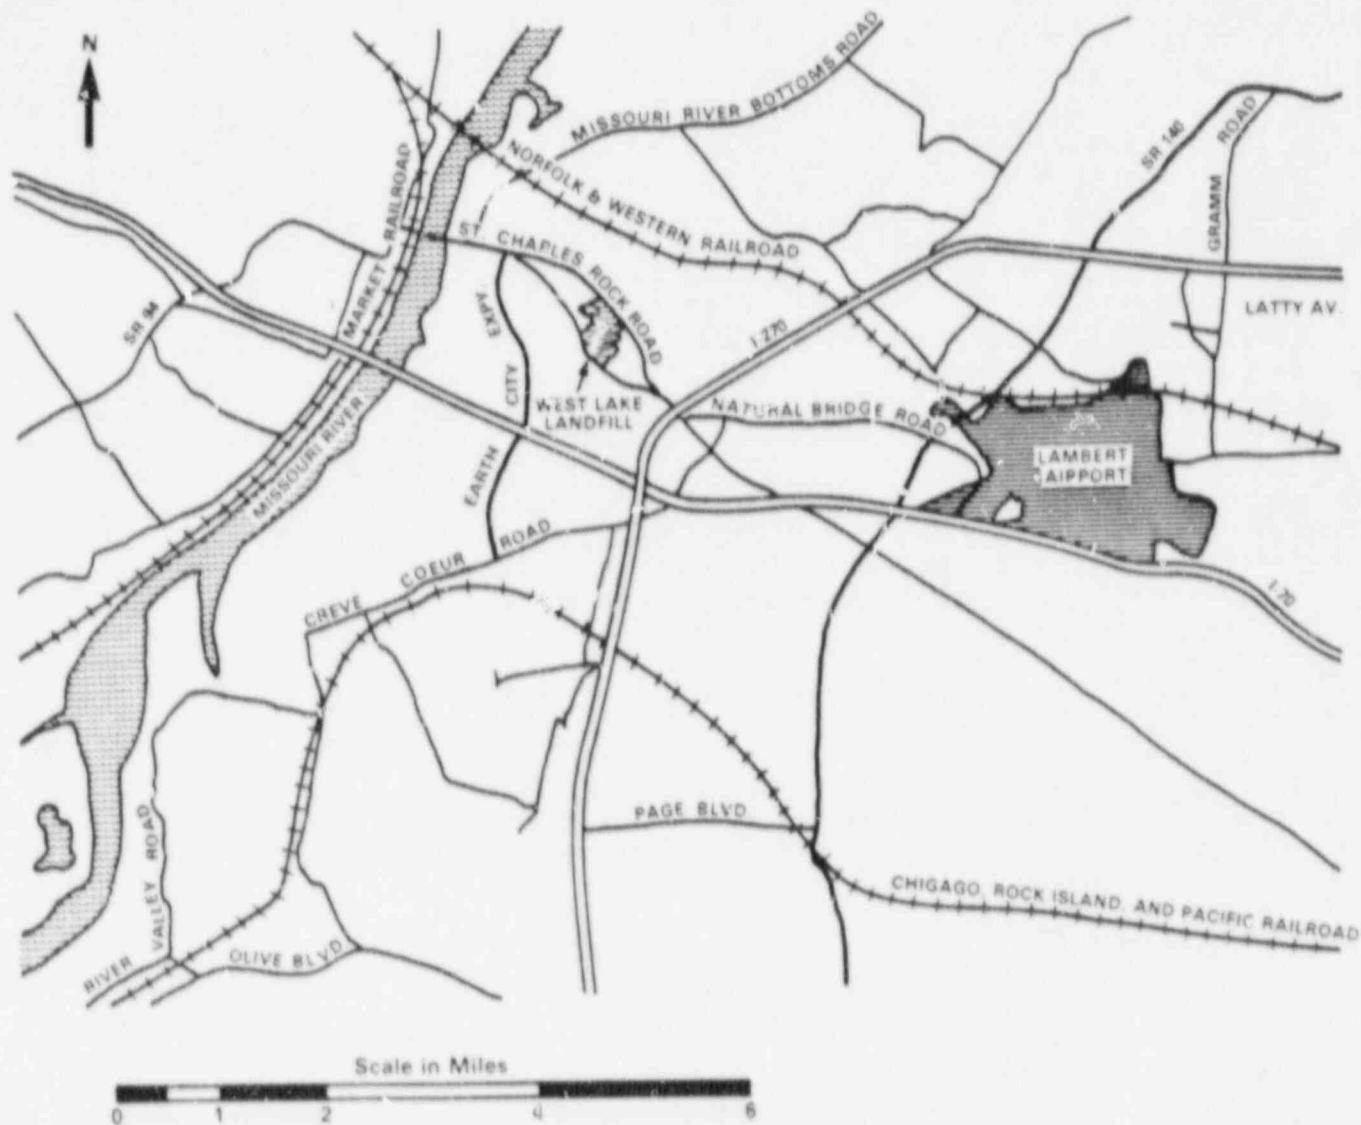 N
MISSOURI RIVER BOTTOMS ROAD
NORFOLK & WESTERN RAILROAD
SR 140
GRAMM ROAD
MARKET RAILROAD
ST. CHAPLES ROCK ROAD
EXPY.
CITY
EARTH
SR 94
I-270
LATTY AV.
WEST LAKE
LANDFILL
NATURAL BRIDGE ROAD
LAMBERT
AIPPORT
MISSOURI RIVER
CREVE COEUR ROAD
I-70
PAGE BLVD
RIVER VALLEY ROAD
OLIVE BLVD
CHIGAGO, ROCK ISLAND, AND PACIFIC RAILROAD
Scale in Miles
0 1 2 4 6